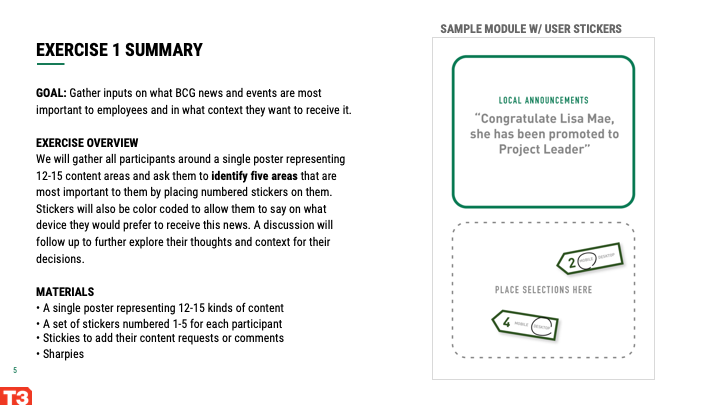 SAMPLE MODULE W/ USER STICKERS
EXERCISE 1 SUMMARY
GOAL: Gather inputs on what BCG news and events are most
important to employees and in what context they want to receive it.
EXERCISE OVERVIEW
We will gather all participants around a single poster representing
12-15 content areas and ask them to identify five areas that are
most important to them by placing numbered stickers on them.
Stickers will also be color coded to allow them to say on what
device they would prefer to receive this news. A discussion will
follow up to further explore their thoughts and context for their
decisions.
MATERIALS
• A single poster representing 12-15 kinds of content
• A set of stickers numbered 1-5 for each participant
• Stickies to add their content requests or comments
• Sharpies
LOCAL ANNOUNCEMENTS
"Congratulate Lisa Mae,
she has been promoted to
Project Leader"
2 MOBILE DESKTOP
PLACE SELECTIONS HERE
4 MOBILE DESKTOP
5
T3